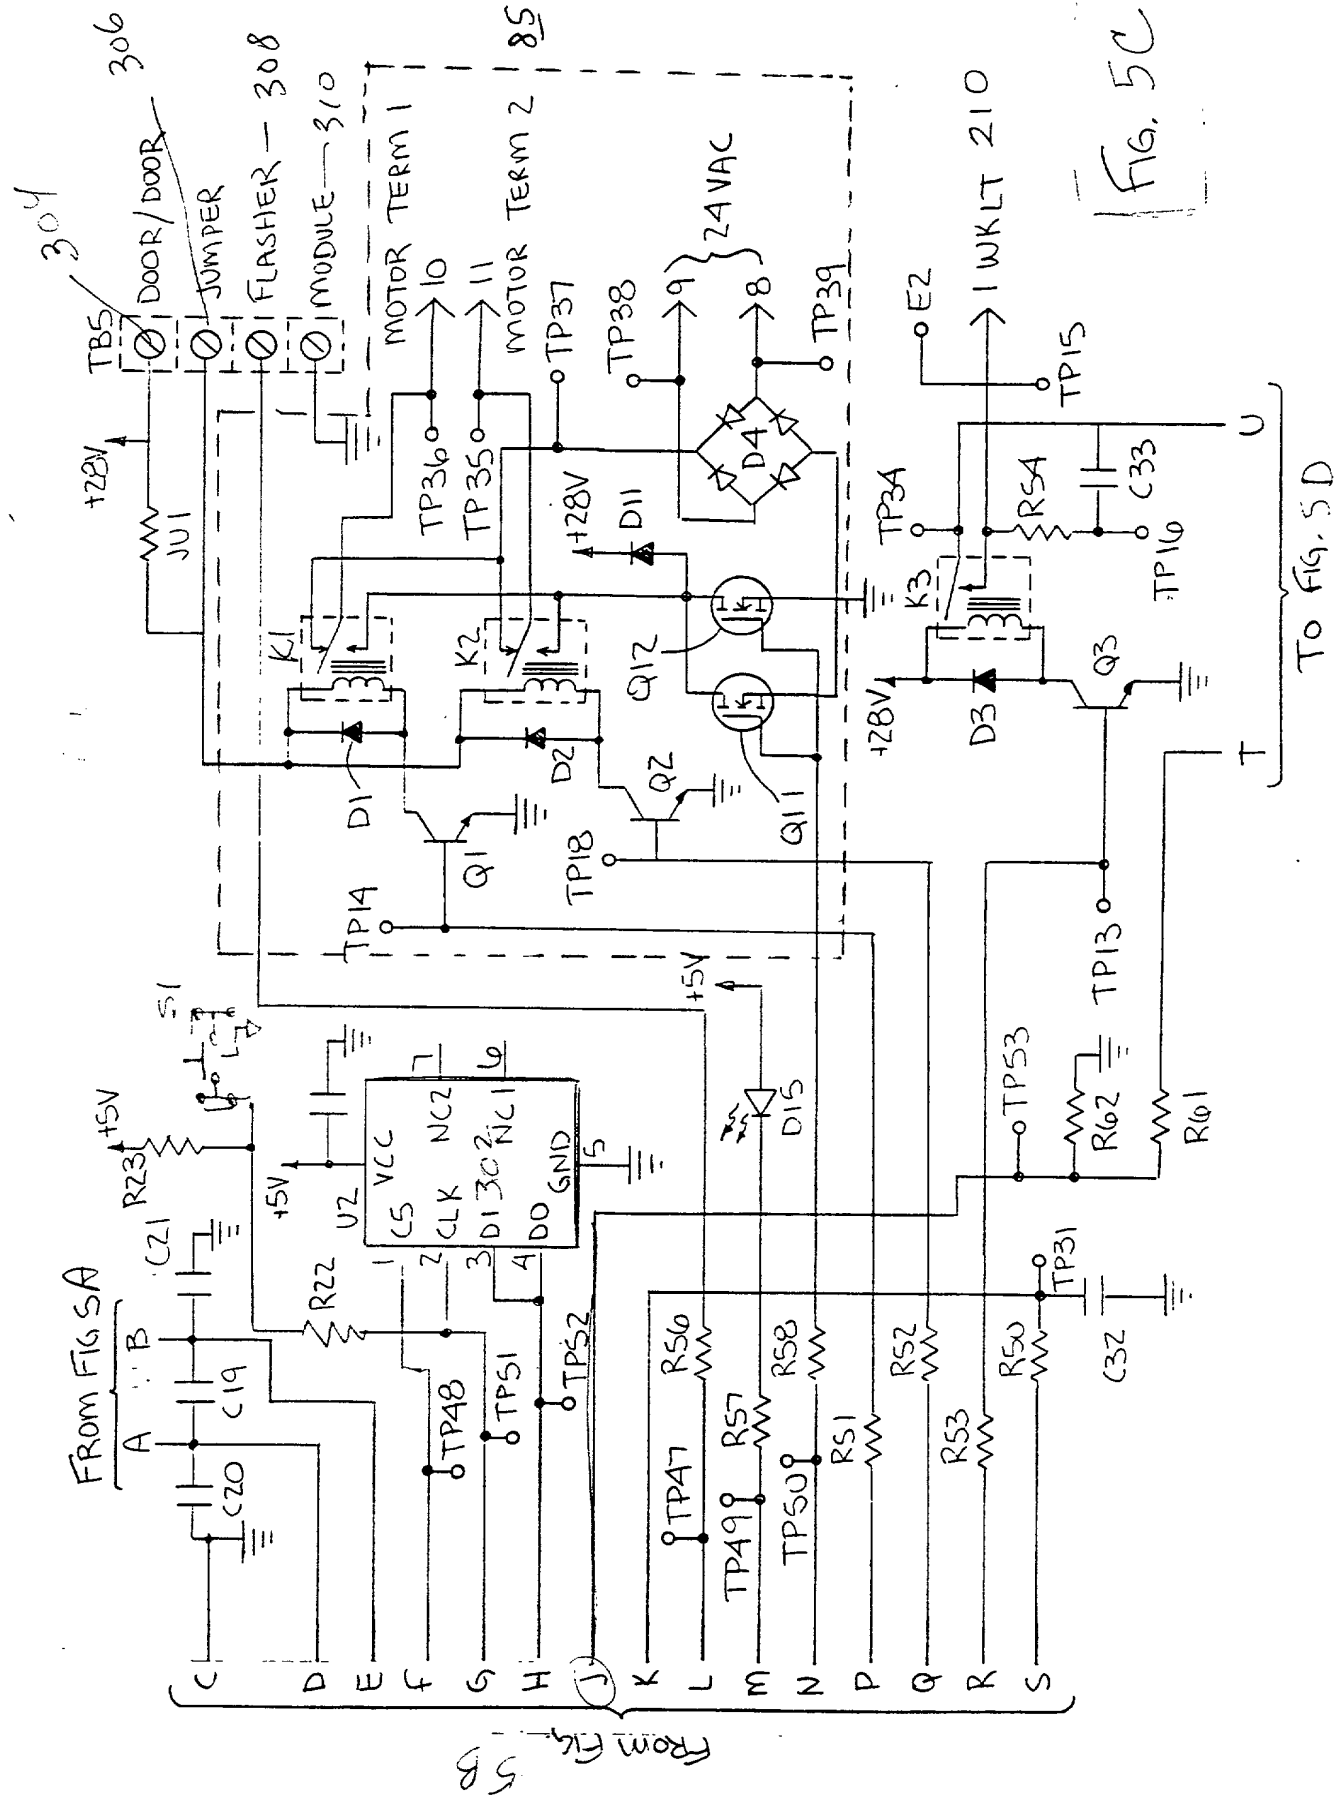 FROM FIG 5A
A
B
C20
C19
C21
R23
+5V
S1
R22
+5V
U2
VCC
1 CS
NC2 7
2 CLK
1302
3 DI
NC1 6
4 DO
GND
5
TP48
TP51
TP52
FROM FIG.
5B
C
D
E
F
G
H
J
K
L
M
N
P
Q
R
S
TP47
R56
TP49
R57
D15
+5V
TP50
R58
R51
R52
R53
R50
TP31
C32
TP53
R62
R61
TP13
TP14
Q1
D1
K1
TP18
Q2
D2
K2
Q11
Q12
D11
+28V
+28V
JU1
TB5
304
DOOR/DOOR
306
JUMPER
FLASHER — 308
MODULE — 310
85
MOTOR TERM 1
10
TP36
11
TP35
MOTOR TERM 2
TP37
TP38
9
24VAC
8
D4
TP39
+28V
D3
K3
Q3
TP34
R54
C33
TP16
TP15
E2
1 WKLT 210
T
U
TO FIG. 5D
FIG. 5C